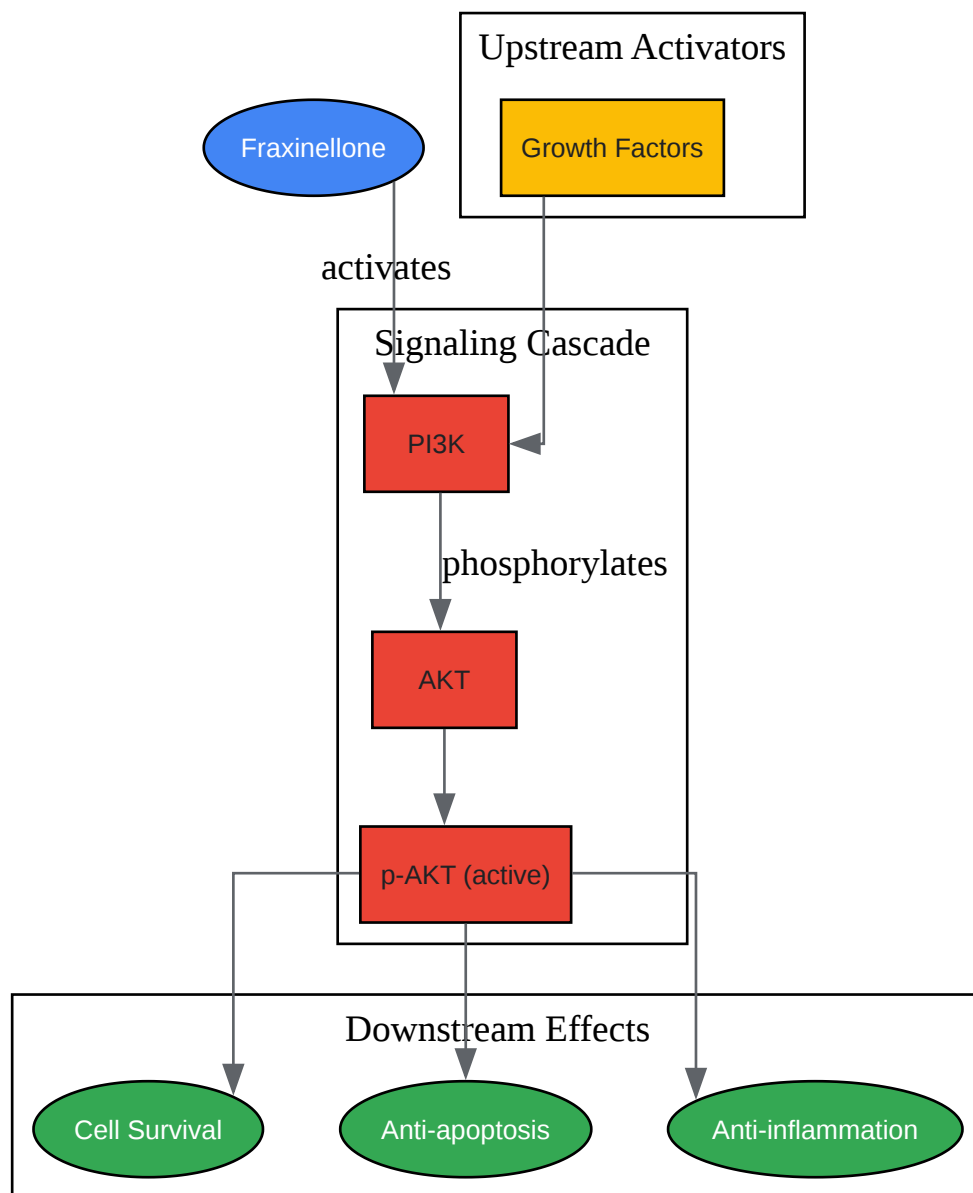 Upstream Activators
Fraxinellone
Growth Factors
activates
Signaling Cascade
PI3K
phosphorylates
AKT
p-AKT (active)
Downstream Effects
Cell Survival
Anti-apoptosis
Anti-inflammation